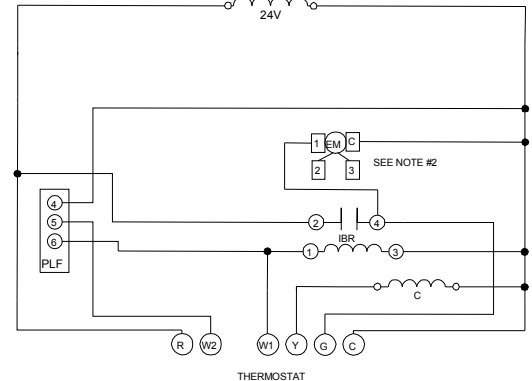 24V
1 EM C
2 3
SEE NOTE #2
4
5
6
PLF
2 4
IBR
1 3
C
R W2 W1 Y G C
THERMOSTAT